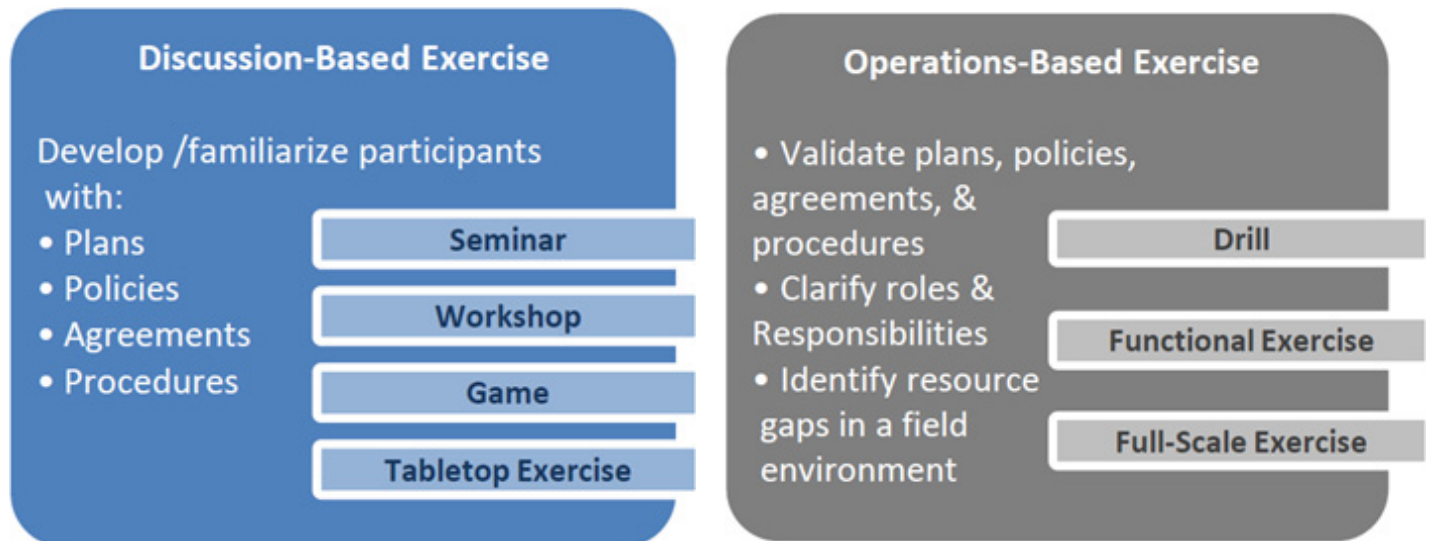 Discussion-Based Exercise
Develop /familiarize participants
with:
• Plans
• Policies
• Agreements
• Procedures
Seminar
Workshop
Game
Tabletop Exercise
Operations-Based Exercise
• Validate plans, policies,
agreements, &
procedures
• Clarify roles &
Responsibilities
• Identify resource
gaps in a field
environment
Drill
Functional Exercise
Full-Scale Exercise